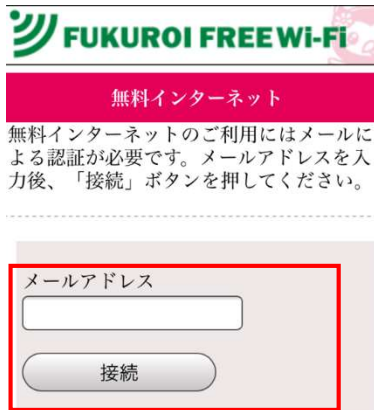 FUKUROI FREE Wi-Fi
無料インターネット
無料インターネットのご利用にはメールに
よる認証が必要です。メールアドレスを入
力後、「接続」ボタンを押してください。
メールアドレス
接続